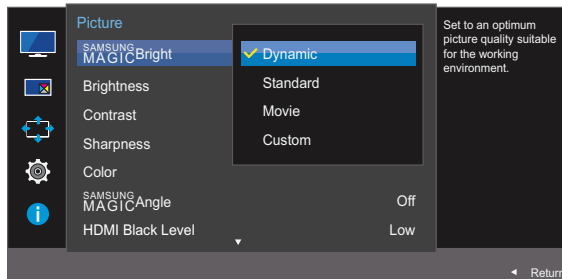 Picture
SAMSUNG
MAGICBright
Dynamic
Brightness
Standard
Contrast
Movie
Sharpness
Custom
Color
SAMSUNG
MAGICAngle Off
HDMI Black Level Low
Set to an optimum
picture quality suitable
for the working
environment.
Return